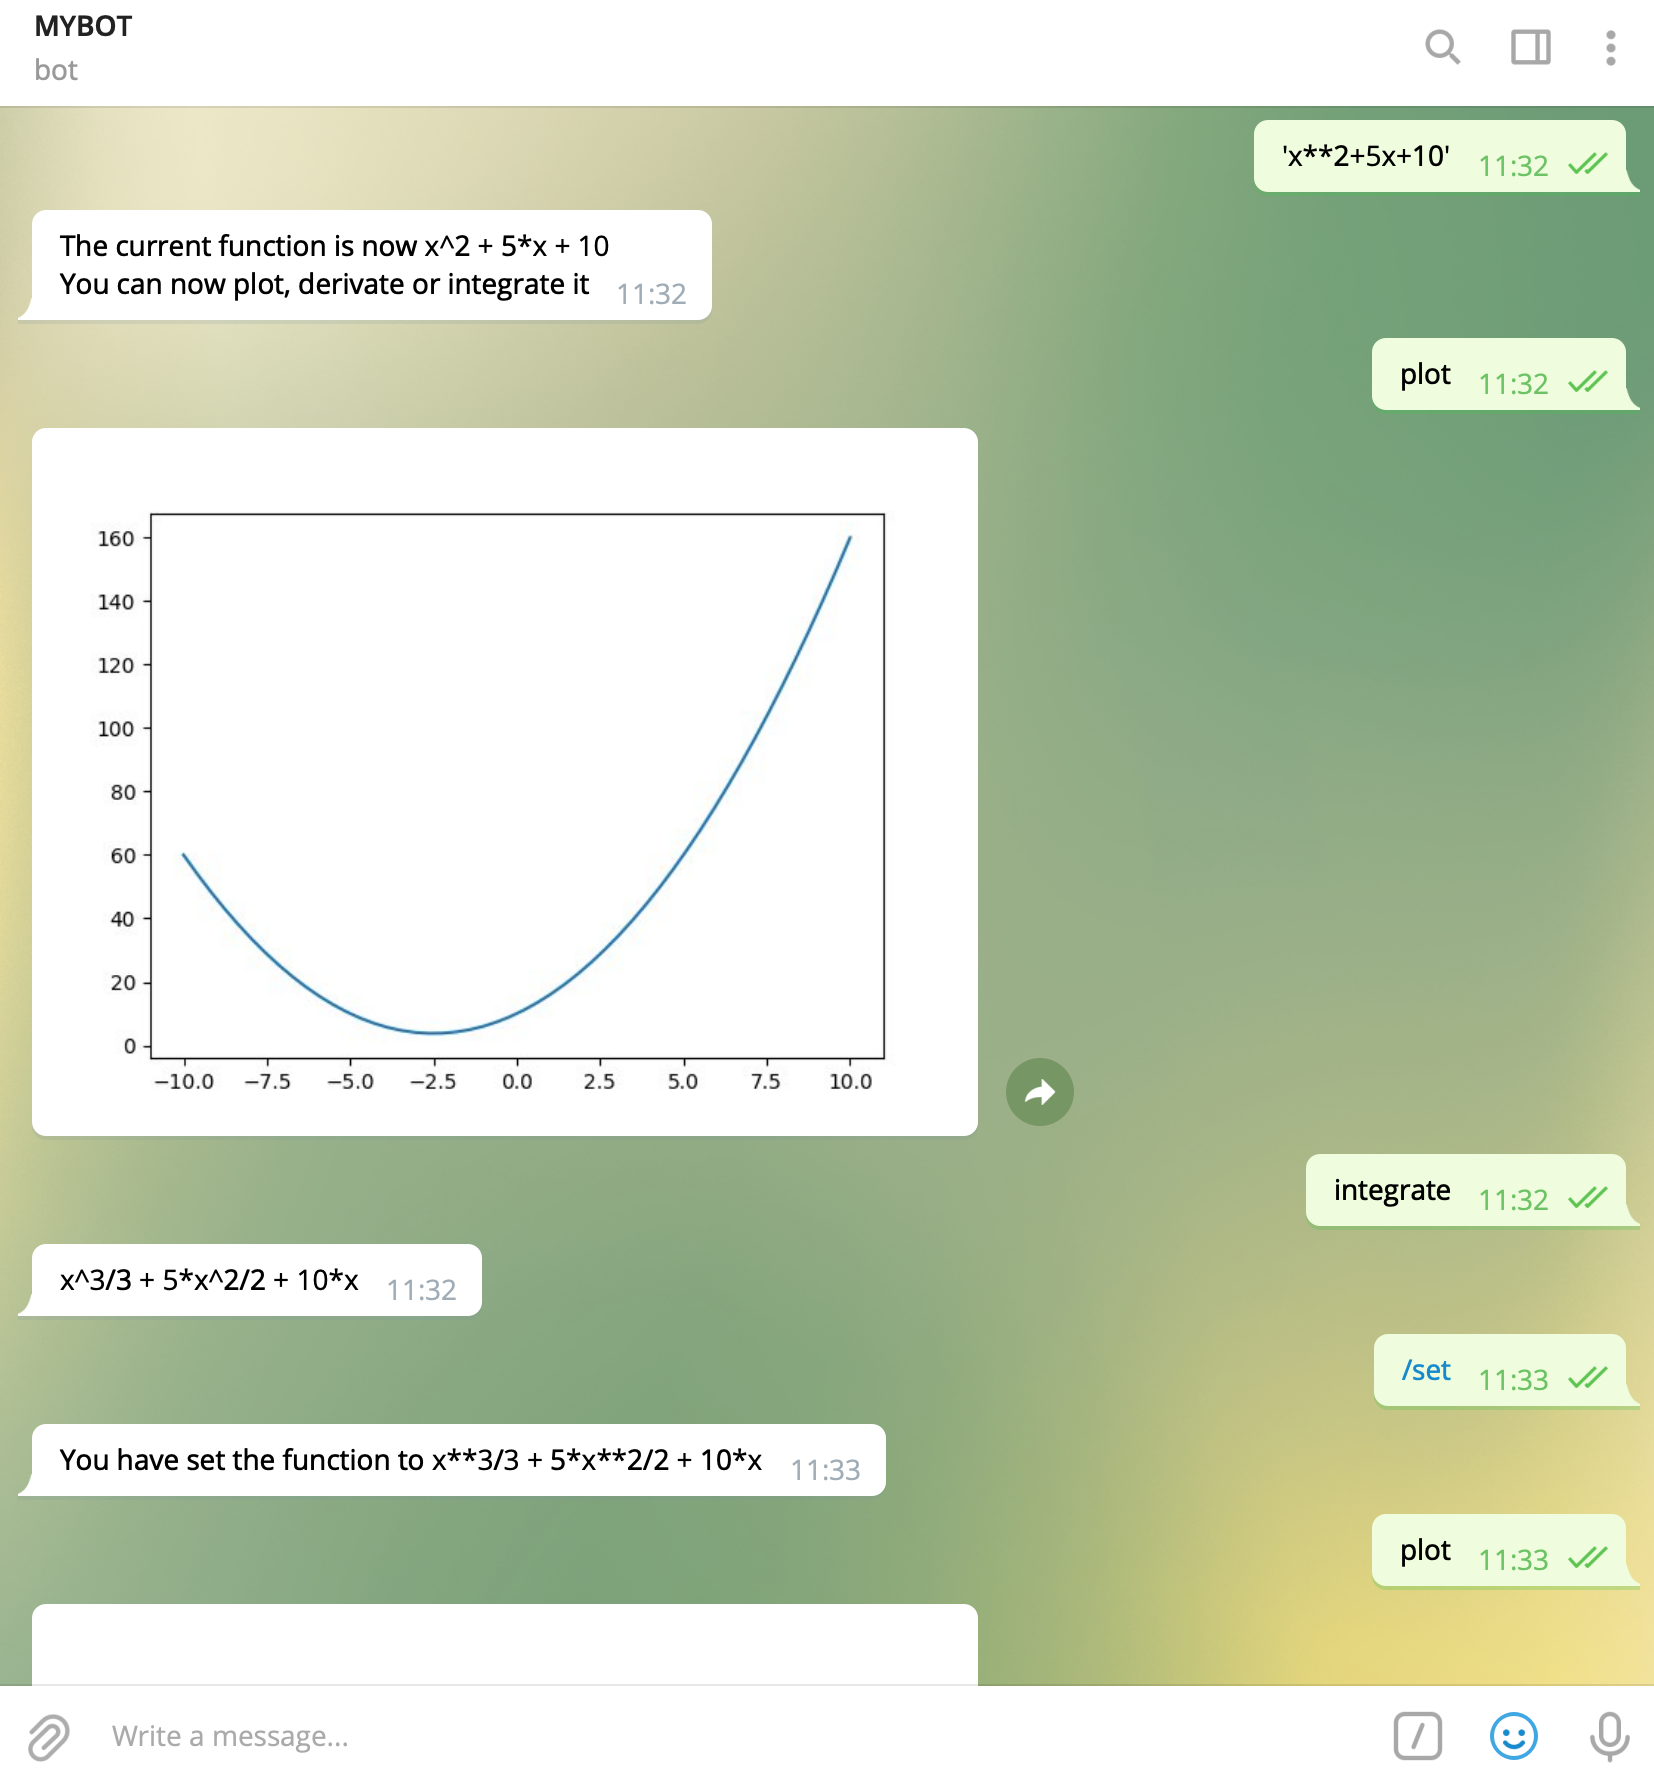 MYBOT
bot
'x**2+5x+10' 11:32
The current function is now x^2 + 5*x + 10
You can now plot, derivate or integrate it 11:32
plot 11:32
160
140
120
100
80
60
40
20
0
−10.0 −7.5 −5.0 −2.5 0.0 2.5 5.0 7.5 10.0
integrate 11:32
x^3/3 + 5*x^2/2 + 10*x 11:32
/set 11:33
You have set the function to x**3/3 + 5*x**2/2 + 10*x 11:33
plot 11:33
Write a message...